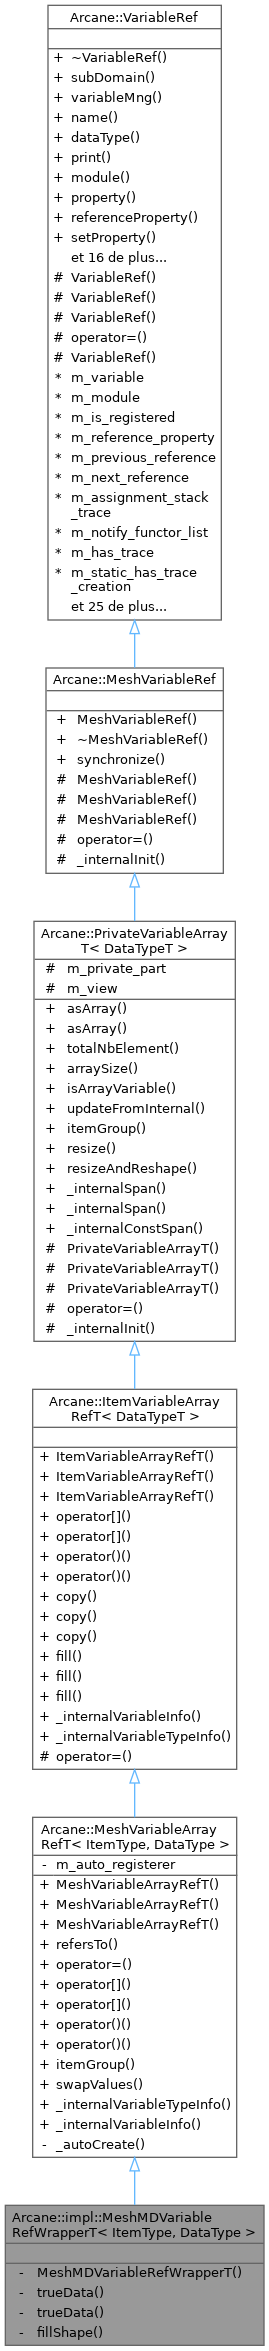 Arcane::VariableRef
+ ~VariableRef()
+ subDomain()
+ variableMng()
+ name()
+ dataType()
+ print()
+ module()
+ property()
+ referenceProperty()
+ setProperty()
et 16 de plus...
# VariableRef()
# VariableRef()
# VariableRef()
# operator=()
# VariableRef()
* m_variable
* m_module
* m_is_registered
* m_reference_property
* m_previous_reference
* m_next_reference
* m_assignment_stack
_trace
* m_notify_functor_list
* m_has_trace
* m_static_has_trace
_creation
et 25 de plus...
Arcane::MeshVariableRef
+ MeshVariableRef()
+ ~MeshVariableRef()
+ synchronize()
# MeshVariableRef()
# MeshVariableRef()
# MeshVariableRef()
# operator=()
# _internalInit()
Arcane::PrivateVariableArray
T< DataTypeT >
# m_private_part
# m_view
+ asArray()
+ asArray()
+ totalNbElement()
+ arraySize()
+ isArrayVariable()
+ updateFromInternal()
+ itemGroup()
+ resize()
+ resizeAndReshape()
+ _internalSpan()
+ _internalSpan()
+ _internalConstSpan()
# PrivateVariableArrayT()
# PrivateVariableArrayT()
# PrivateVariableArrayT()
# operator=()
# _internalInit()
Arcane::ItemVariableArray
RefT< DataTypeT >
+ ItemVariableArrayRefT()
+ ItemVariableArrayRefT()
+ ItemVariableArrayRefT()
+ operator[]()
+ operator[]()
+ operator()()
+ operator()()
+ copy()
+ copy()
+ copy()
+ fill()
+ fill()
+ fill()
+ _internalVariableInfo()
+ _internalVariableTypeInfo()
# operator=()
Arcane::MeshVariableArray
RefT< ItemType, DataType >
- m_auto_registerer
+ MeshVariableArrayRefT()
+ MeshVariableArrayRefT()
+ MeshVariableArrayRefT()
+ refersTo()
+ operator=()
+ operator[]()
+ operator[]()
+ operator()()
+ operator()()
+ itemGroup()
+ swapValues()
+ _internalVariableTypeInfo()
+ _internalVariableInfo()
- _autoCreate()
Arcane::impl::MeshMDVariable
RefWrapperT< ItemType, DataType >
- MeshMDVariableRefWrapperT()
- trueData()
- trueData()
- fillShape()